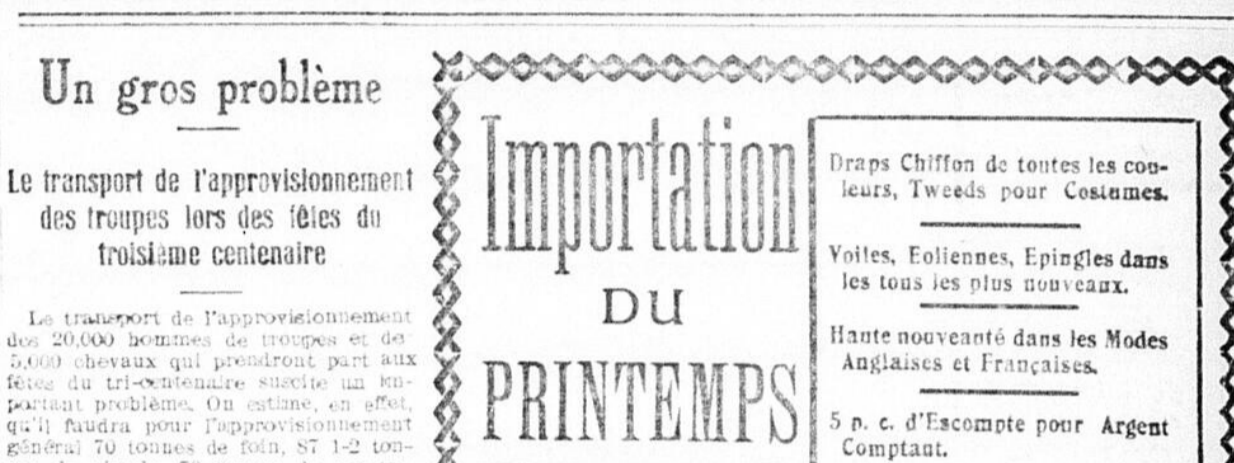 Un gros problème
Le transport de l'approvisionnement
des troupes lors des fêtes du
troisième centenaire
Le transport de l'approvisionnement
des 20,000 hommes de troupes et de
5,000 chevaux qui prendront part aux
fêtes du tri-centenaire suscite un im-
portant problème. On estime, en effet,
qu'il faudra pour l'approvisionnement
général 70 tonnes de foin, 87 1-2 ton-
Importation
DU
PRINTEMPS
Draps Chiffon de toutes les cou-
leurs, Tweeds pour Costumes.
Voiles, Eoliennes, Epingles dans
les tous les plus nouveaux.
Haute nouveauté dans les Modes
Anglaises et Françaises.
5 p. c. d'Escompte pour Argent
Comptant.